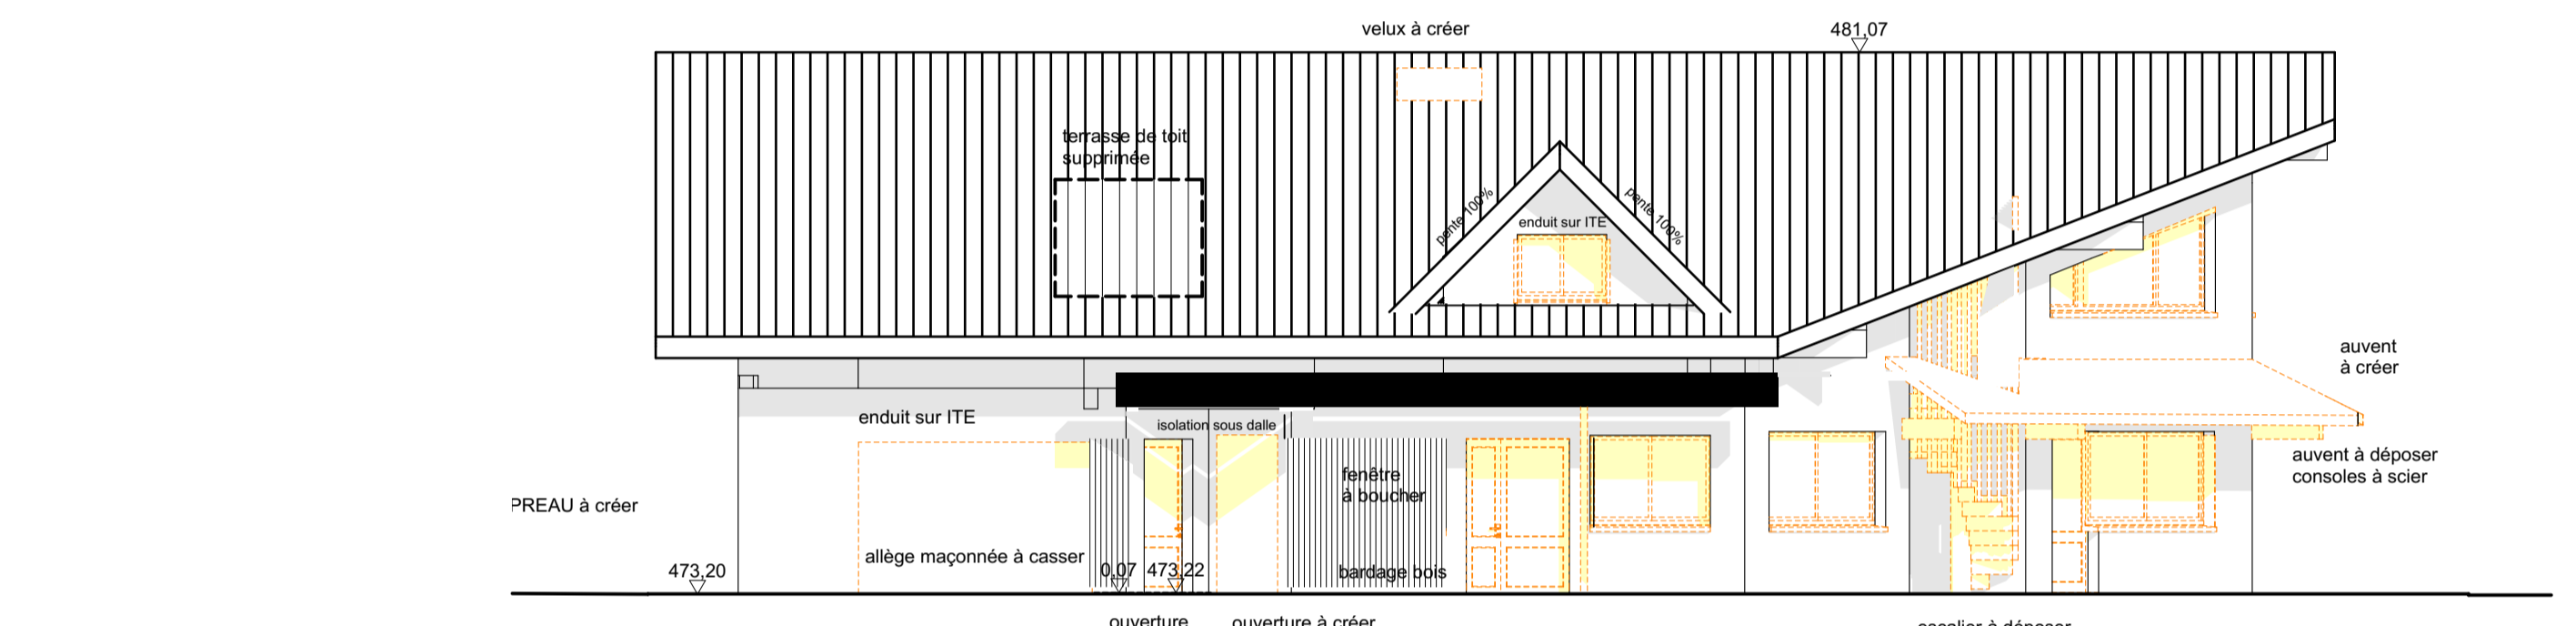 velux à créer
481,07
terrasse de toit
supprimée
pente 100%
pente 100%
enduit sur ITE
auvent
à créer
enduit sur ITE
isolation sous dalle
auvent à déposer
consoles à scier
fenêtre
à boucher
PREAU à créer
allège maçonnée à casser
473,20
0,07
473,22
bardage bois
ouverture
ouverture à créer
escalier à déposer